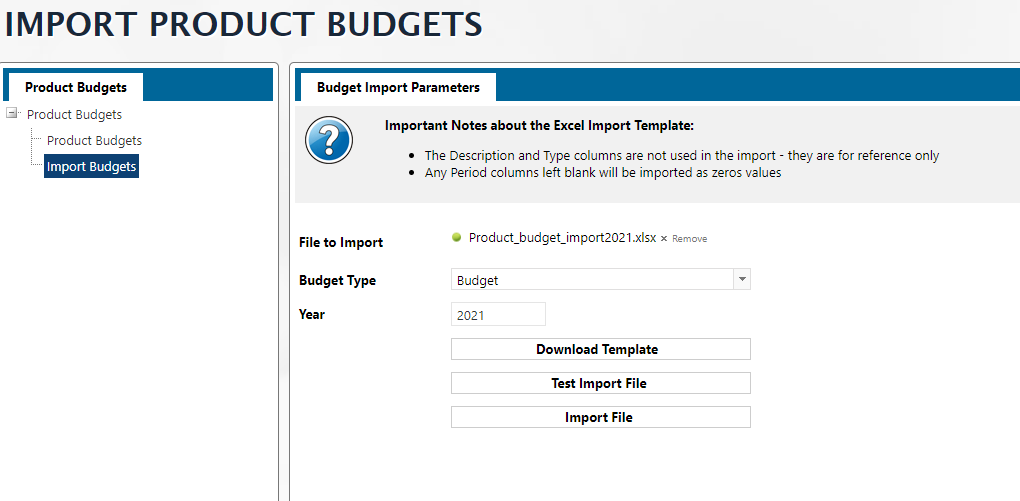 IMPORT PRODUCT BUDGETS
Product Budgets
Product Budgets
Product Budgets
Import Budgets
Budget Import Parameters
Important Notes about the Excel Import Template:
The Description and Type columns are not used in the import - they are for reference only
Any Period columns left blank will be imported as zeros values
File to Import
Product_budget_import2021.xlsx × Remove
Budget Type
Budget
Year
2021
Download Template
Test Import File
Import File